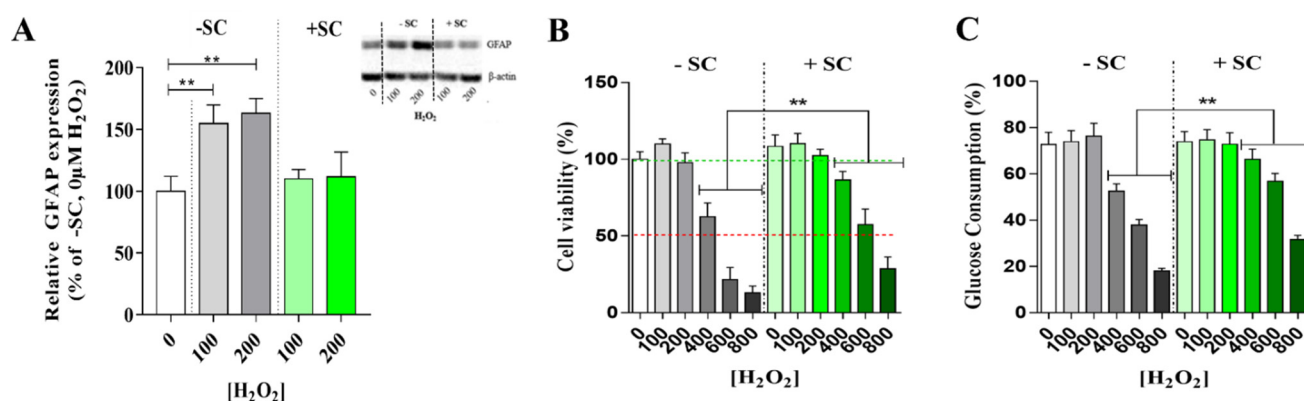 A
-SC +SC
**
**
Relative GFAP expression
(% of -SC, 0μM H₂O₂)
200
150
100
50
0
0 100 200 100 200
[H₂O₂]
- SC + SC
GFAP
β-actin
0 100 200 100 200
H₂O₂
B
- SC + SC
**
Cell viability (%)
150
100
50
0
0 100 200 400 600 800 0 100 200 400 600 800
[H₂O₂]
C
- SC + SC
**
Glucose Consumption (%)
100
80
60
40
20
0
0 100 200 400 600 800 0 100 200 400 600 800
[H₂O₂]